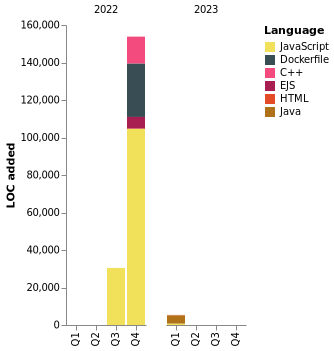 2022 2023
160,000
140,000
120,000
100,000
80,000
60,000
40,000
20,000
0
LOC added
Q1 Q2 Q3 Q4 Q1 Q2 Q3 Q4
Language
JavaScript
Dockerfile
C++
EJS
HTML
Java